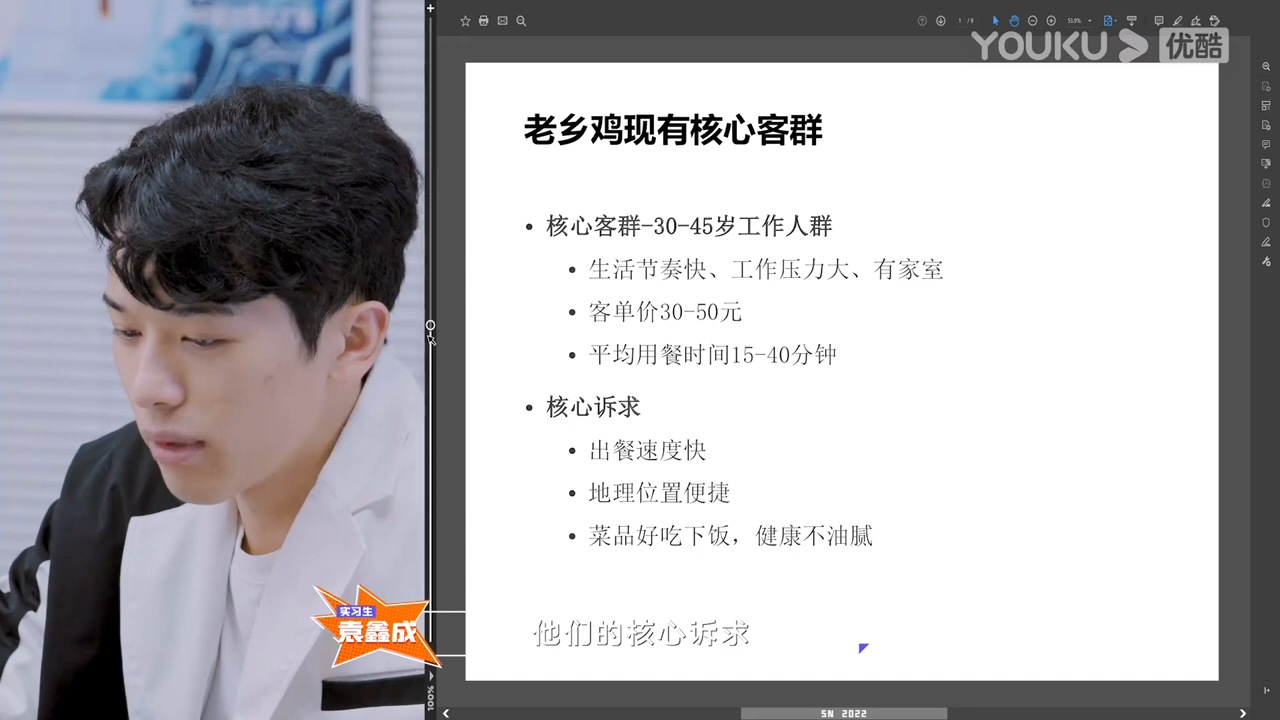 1 / 9
53.9%
YOUKU 优酷
老乡鸡现有核心客群
• 核心客群-30-45岁工作人群
• 生活节奏快、工作压力大、有家室
• 客单价30-50元
• 平均用餐时间15-40分钟
• 核心诉求
• 出餐速度快
• 地理位置便捷
• 菜品好吃下饭，健康不油腻
实习生
袁鑫成
他们的核心诉求
100%
SN 2022